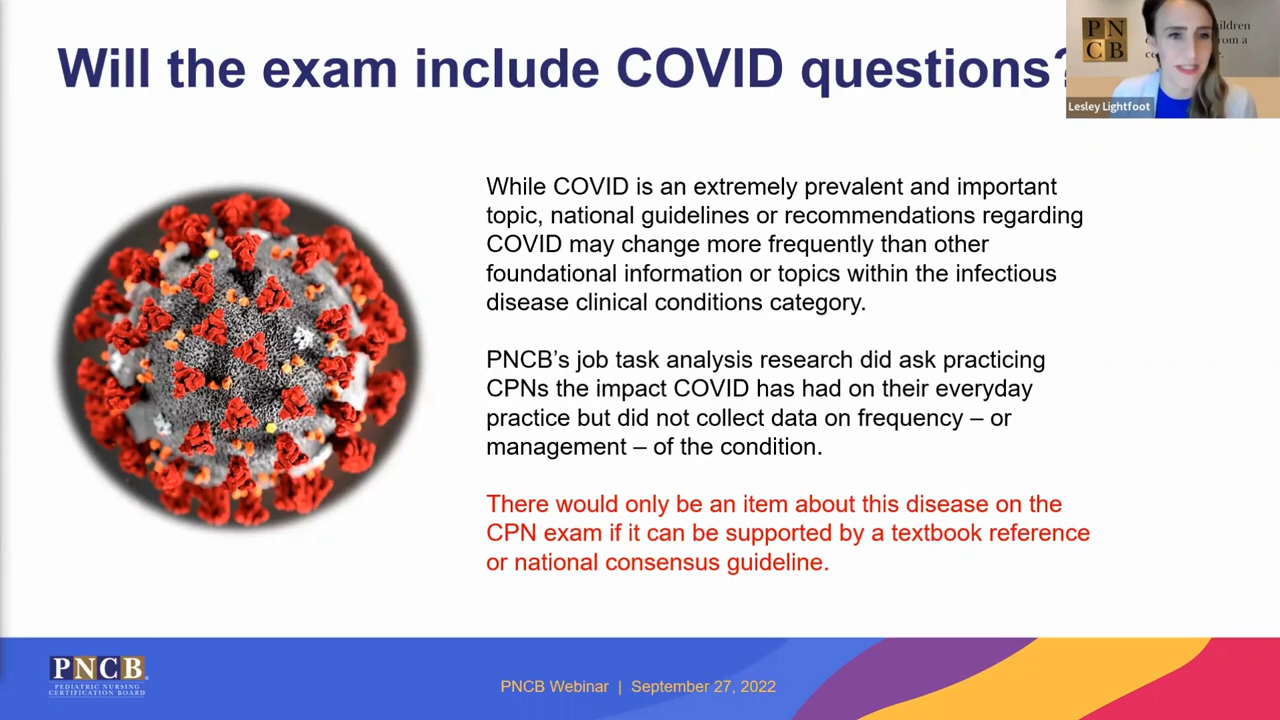 Will the exam include COVID questions?
PN
CB
Lesley Lightfoot
While COVID is an extremely prevalent and important
topic, national guidelines or recommendations regarding
COVID may change more frequently than other
foundational information or topics within the infectious
disease clinical conditions category.
PNCB’s job task analysis research did ask practicing
CPNs the impact COVID has had on their everyday
practice but did not collect data on frequency – or
management – of the condition.
There would only be an item about this disease on the
CPN exam if it can be supported by a textbook reference
or national consensus guideline.
PNCB
PEDIATRIC NURSING
CERTIFICATION BOARD
PNCB Webinar | September 27, 2022